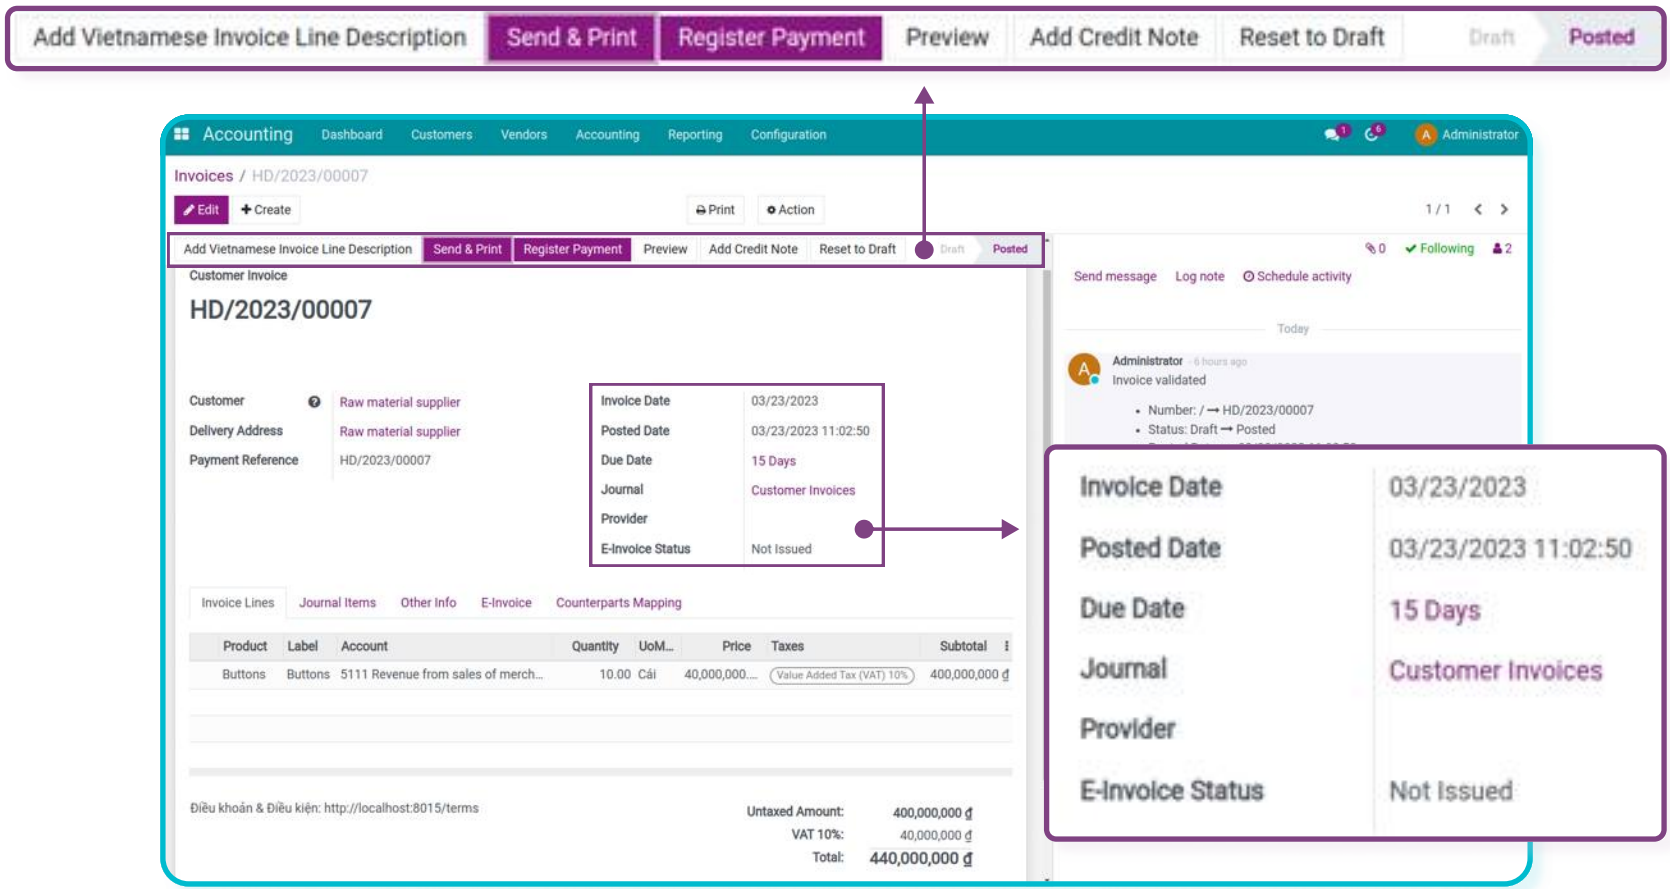 Add Vietnamese Invoice Line Description Send & Print Register Payment Preview Add Credit Note Reset to Draft Draft Posted
Accounting Dashboard Customers Vendors Accounting Reporting Configuration 1 6 A Administrator
Invoices / HD/2023/00007
Edit Create Print Action 1 / 1
Add Vietnamese Invoice Line Description Send & Print Register Payment Preview Add Credit Note Reset to Draft Draft Posted
0 Following 2
Customer Invoice
Send message Log note Schedule activity
HD/2023/00007
Today
A Administrator - 6 hours ago
Invoice validated
• Number: / → HD/2023/00007
• Status: Draft → Posted
Customer ? Raw material supplier
Delivery Address Raw material supplier
Payment Reference HD/2023/00007
Invoice Date 03/23/2023
Posted Date 03/23/2023 11:02:50
Due Date 15 Days
Journal Customer Invoices
Provider
E-Invoice Status Not Issued
Invoice Date 03/23/2023
Posted Date 03/23/2023 11:02:50
Due Date 15 Days
Journal Customer Invoices
Provider
E-Invoice Status Not Issued
Invoice Lines Journal Items Other Info E-Invoice Counterparts Mapping
Product Label Account Quantity UoM... Price Taxes Subtotal
Buttons Buttons 5111 Revenue from sales of merch... 10.00 Cái 40,000,000.... Value Added Tax (VAT) 10% 400,000,000 ₫
Điều khoản & Điều kiện: http://localhost:8015/terms
Untaxed Amount: 400,000,000 ₫
VAT 10%: 40,000,000 ₫
Total: 440,000,000 ₫